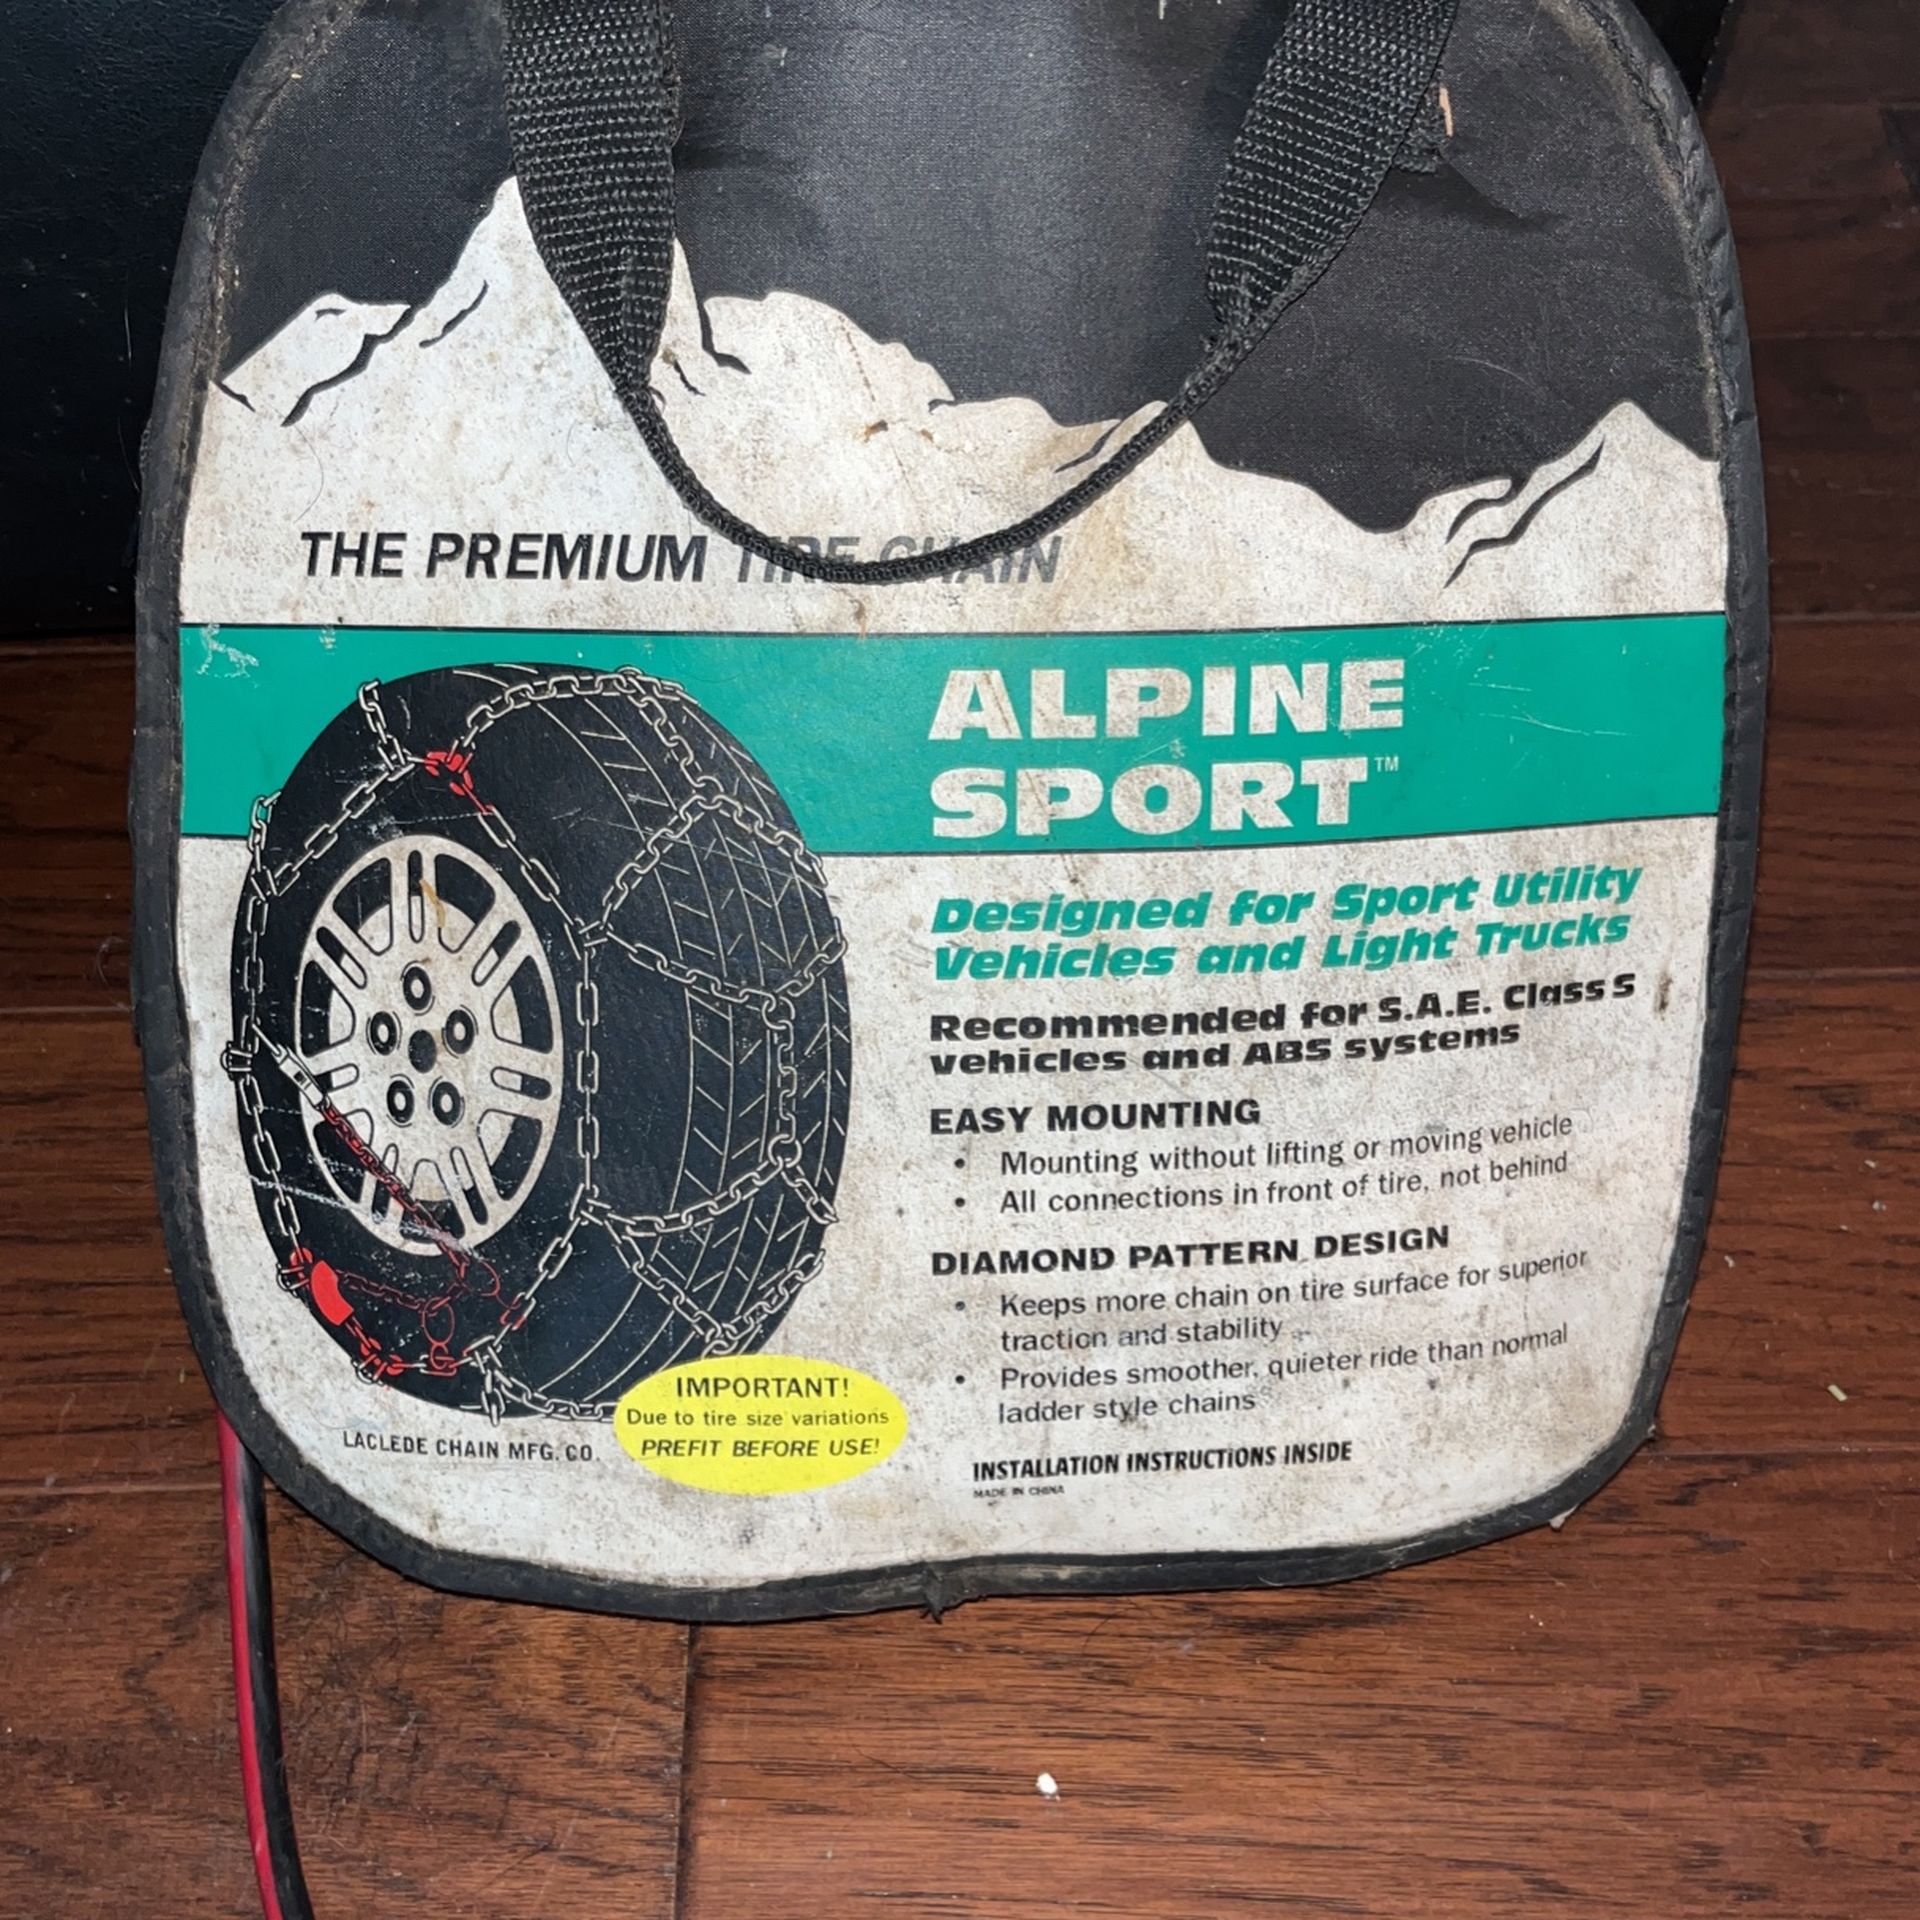 THE PREMIUM TIRE CHAIN
ALPINE
SPORT™
Designed for Sport Utility
Vehicles and Light Trucks
Recommended for S.A.E. Class S
vehicles and ABS systems
EASY MOUNTING
• Mounting without lifting or moving vehicle
• All connections in front of tire, not behind
DIAMOND PATTERN DESIGN
• Keeps more chain on tire surface for superior
traction and stability
• Provides smoother, quieter ride than normal
ladder style chains
INSTALLATION INSTRUCTIONS INSIDE
MADE IN CHINA
IMPORTANT!
Due to tire size variations
PREFIT BEFORE USE!
LACLEDE CHAIN MFG. CO.